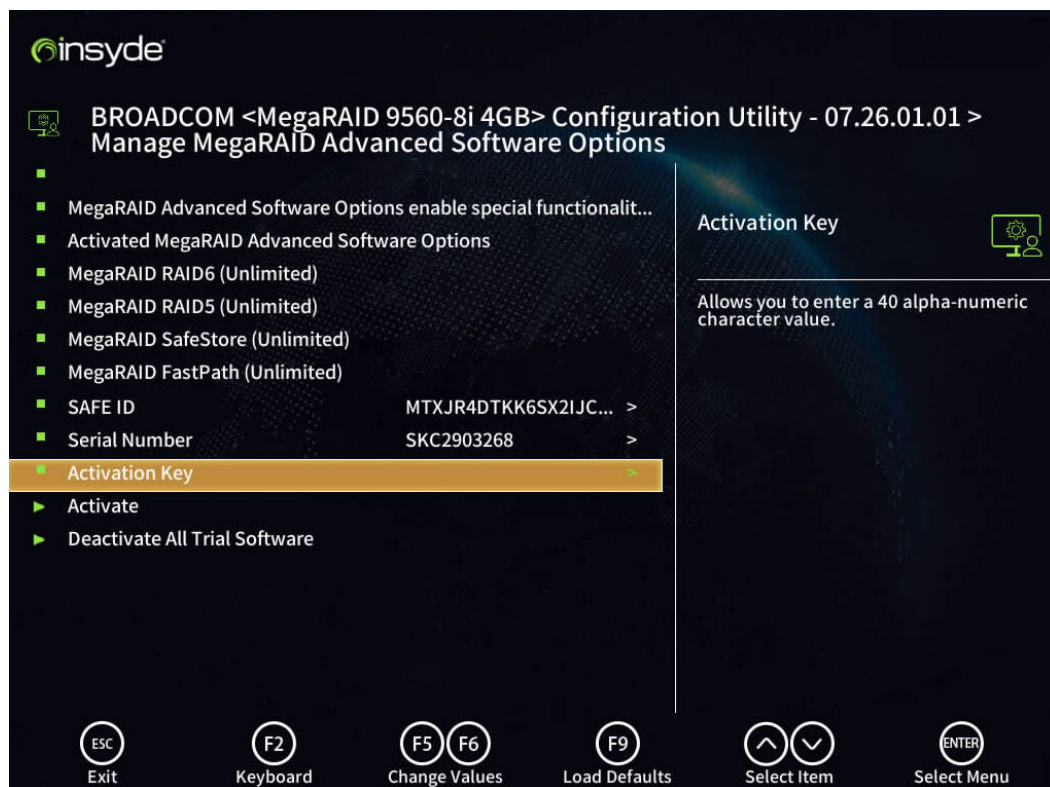 insyde
BROADCOM <MegaRAID 9560-8i 4GB> Configuration Utility - 07.26.01.01 >
Manage MegaRAID Advanced Software Options
MegaRAID Advanced Software Options enable special functionalit...
Activated MegaRAID Advanced Software Options
MegaRAID RAID6 (Unlimited)
MegaRAID RAID5 (Unlimited)
MegaRAID SafeStore (Unlimited)
MegaRAID FastPath (Unlimited)
SAFE ID MTXJR4DTKK6SX2IJC... >
Serial Number SKC2903268 >
Activation Key >
Activate
Deactivate All Trial Software
Activation Key
Allows you to enter a 40 alpha-numeric
character value.
ESC F2 F5 F6 F9 ENTER
Exit Keyboard Change Values Load Defaults Select Item Select Menu